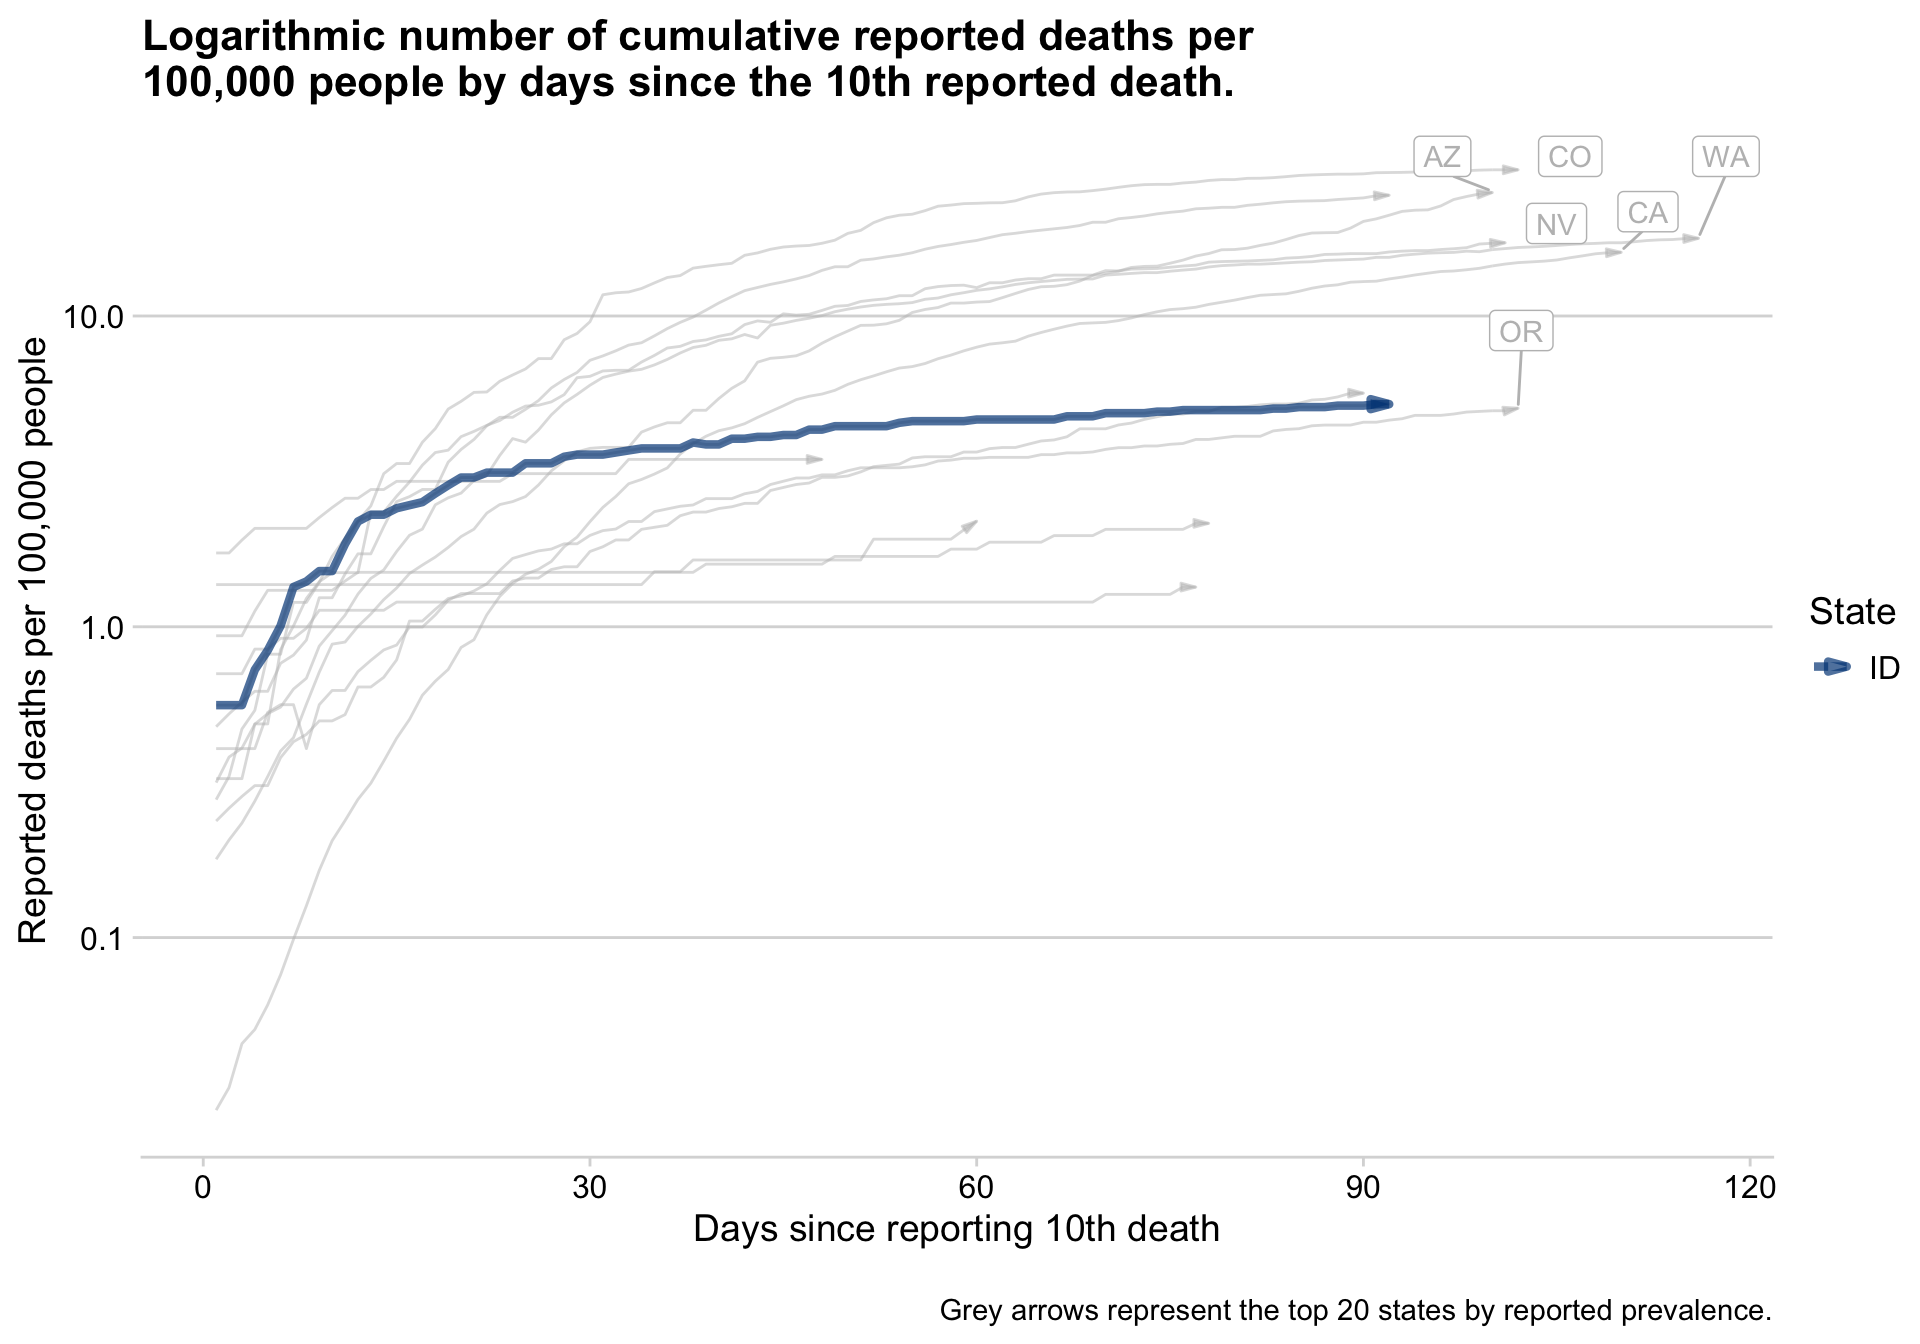 Logarithmic number of cumulative reported deaths per
100,000 people by days since the 10th reported death.
AZ
CO
WA
NV
CA
OR
10.0
1.0
0.1
Reported deaths per 100,000 people
State
ID
0
30
60
90
120
Days since reporting 10th death
Grey arrows represent the top 20 states by reported prevalence.